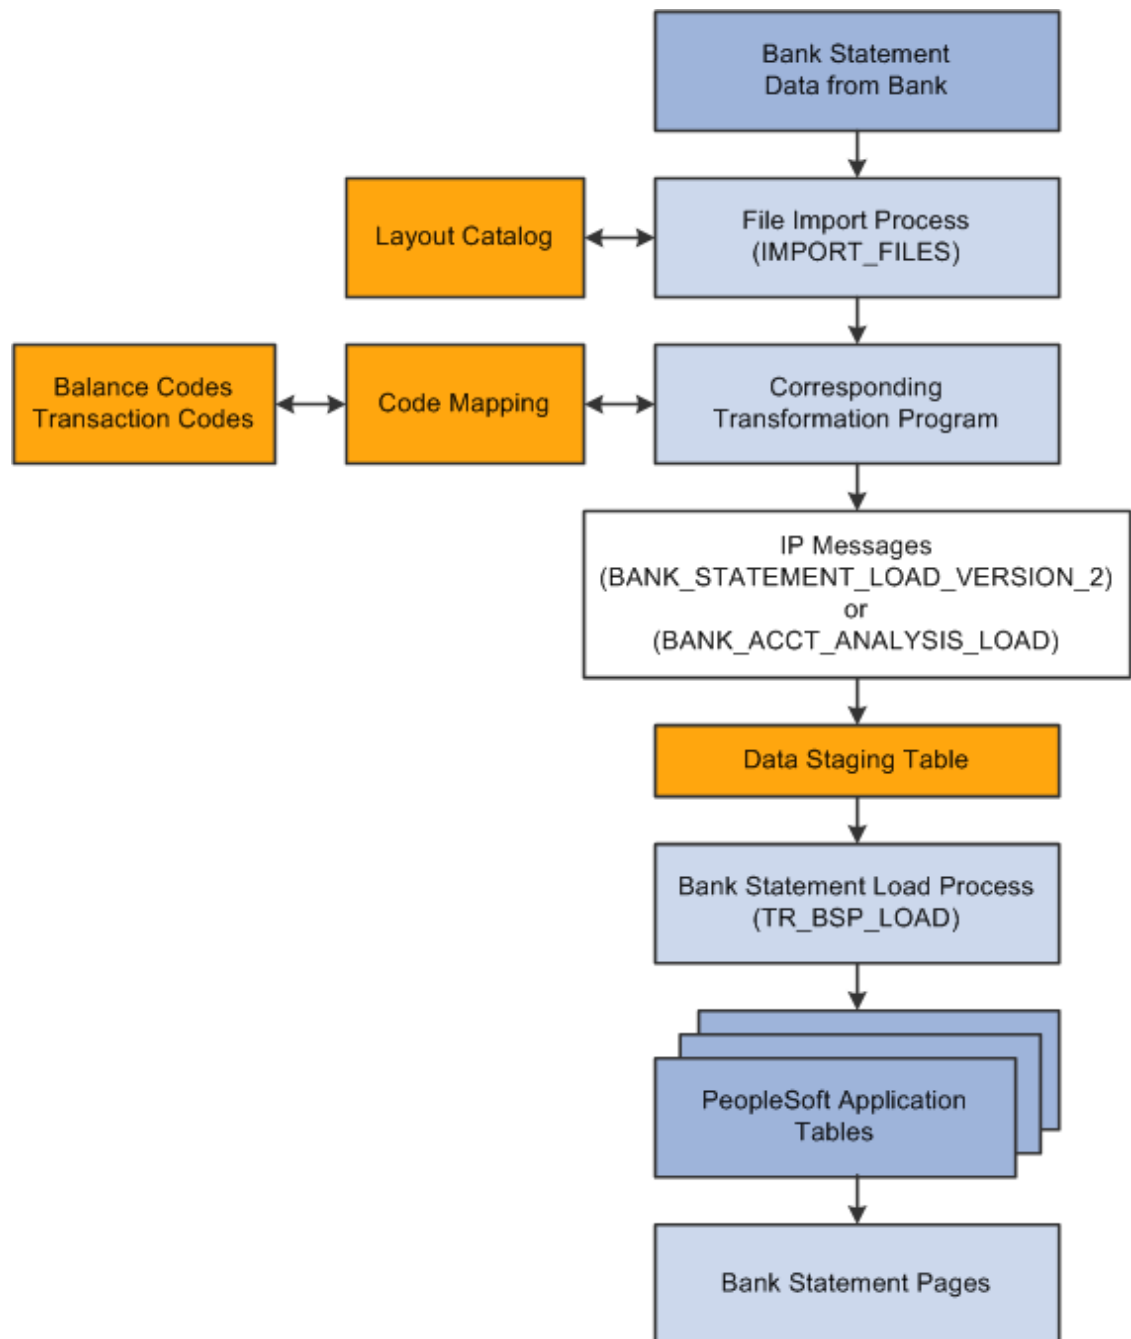 Bank Statement
Data from Bank
Layout Catalog
File Import Process
(IMPORT_FILES)
Balance Codes
Transaction Codes
Code Mapping
Corresponding
Transformation Program
IP Messages
(BANK_STATEMENT_LOAD_VERSION_2)
or
(BANK_ACCT_ANALYSIS_LOAD)
Data Staging Table
Bank Statement Load Process
(TR_BSP_LOAD)
PeopleSoft Application
Tables
Bank Statement Pages